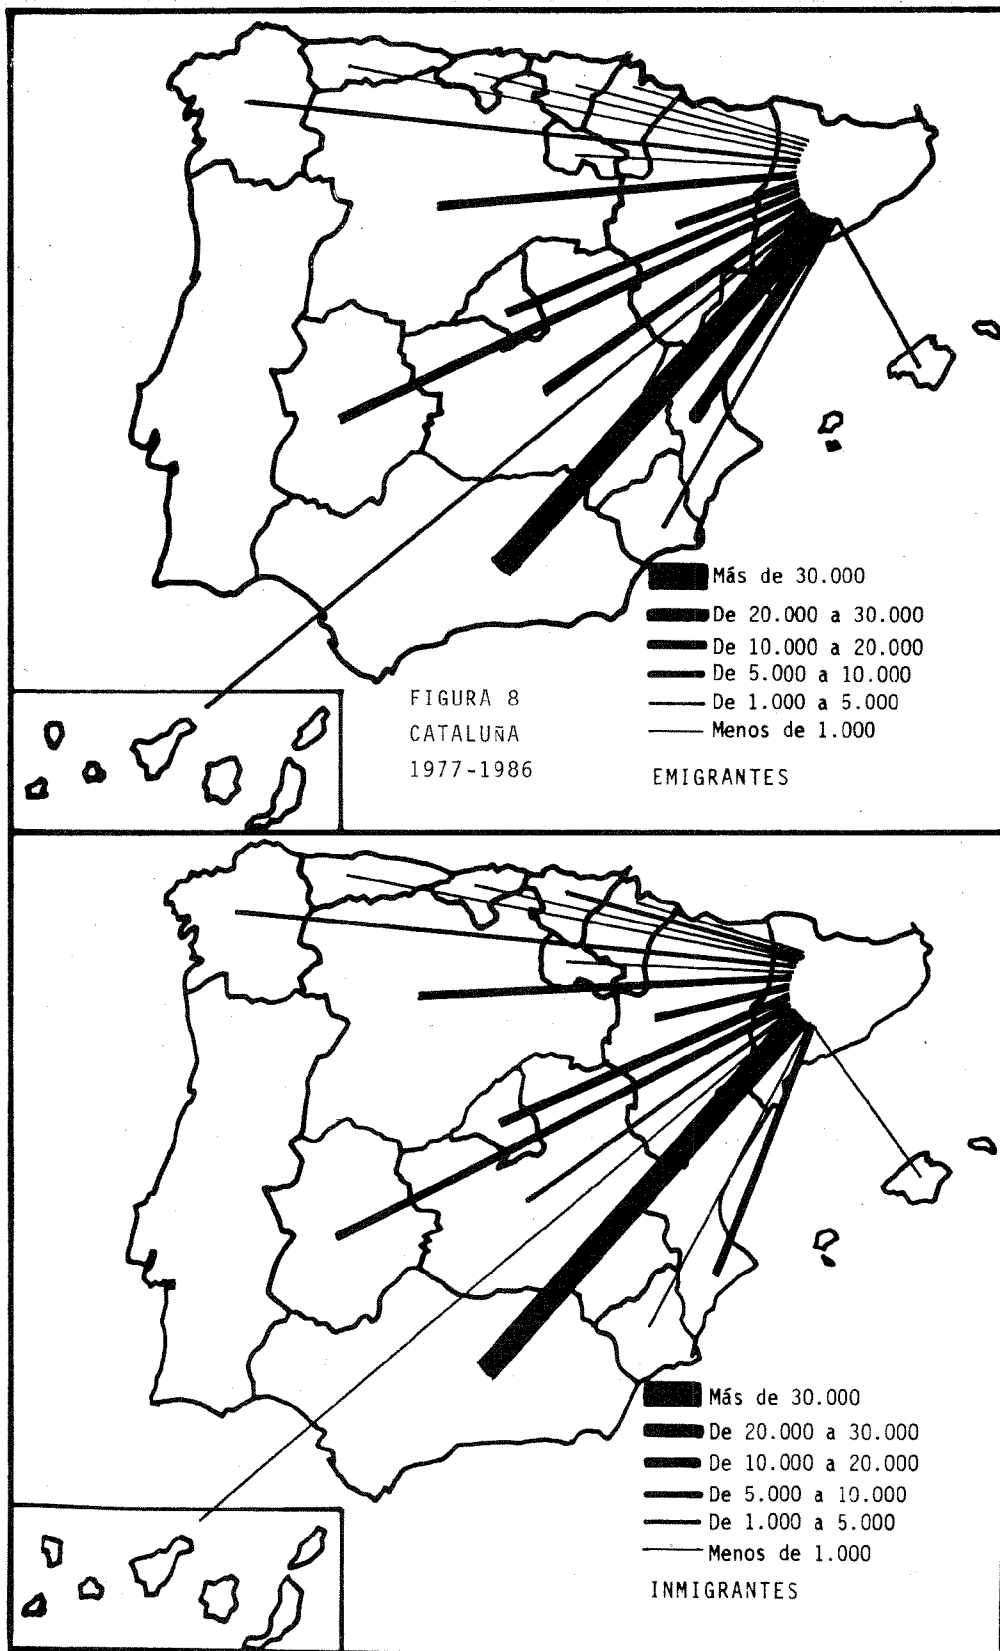 Más de 30.000
De 20.000 a 30.000
De 10.000 a 20.000
De 5.000 a 10.000
De 1.000 a 5.000
Menos de 1.000
FIGURA 8
CATALUÑA
1977-1986
EMIGRANTES
Más de 30.000
De 20.000 a 30.000
De 10.000 a 20.000
De 5.000 a 10.000
De 1.000 a 5.000
Menos de 1.000
INMIGRANTES